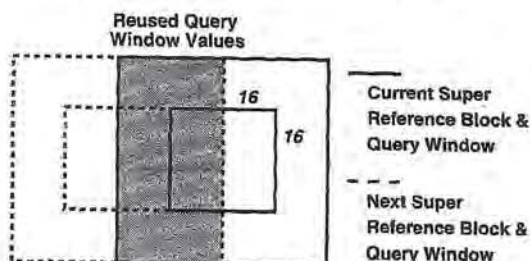 Reused Query
Window Values
16
16
Current Super
Reference Block &
Query Window
Next Super
Reference Block &
Query Window